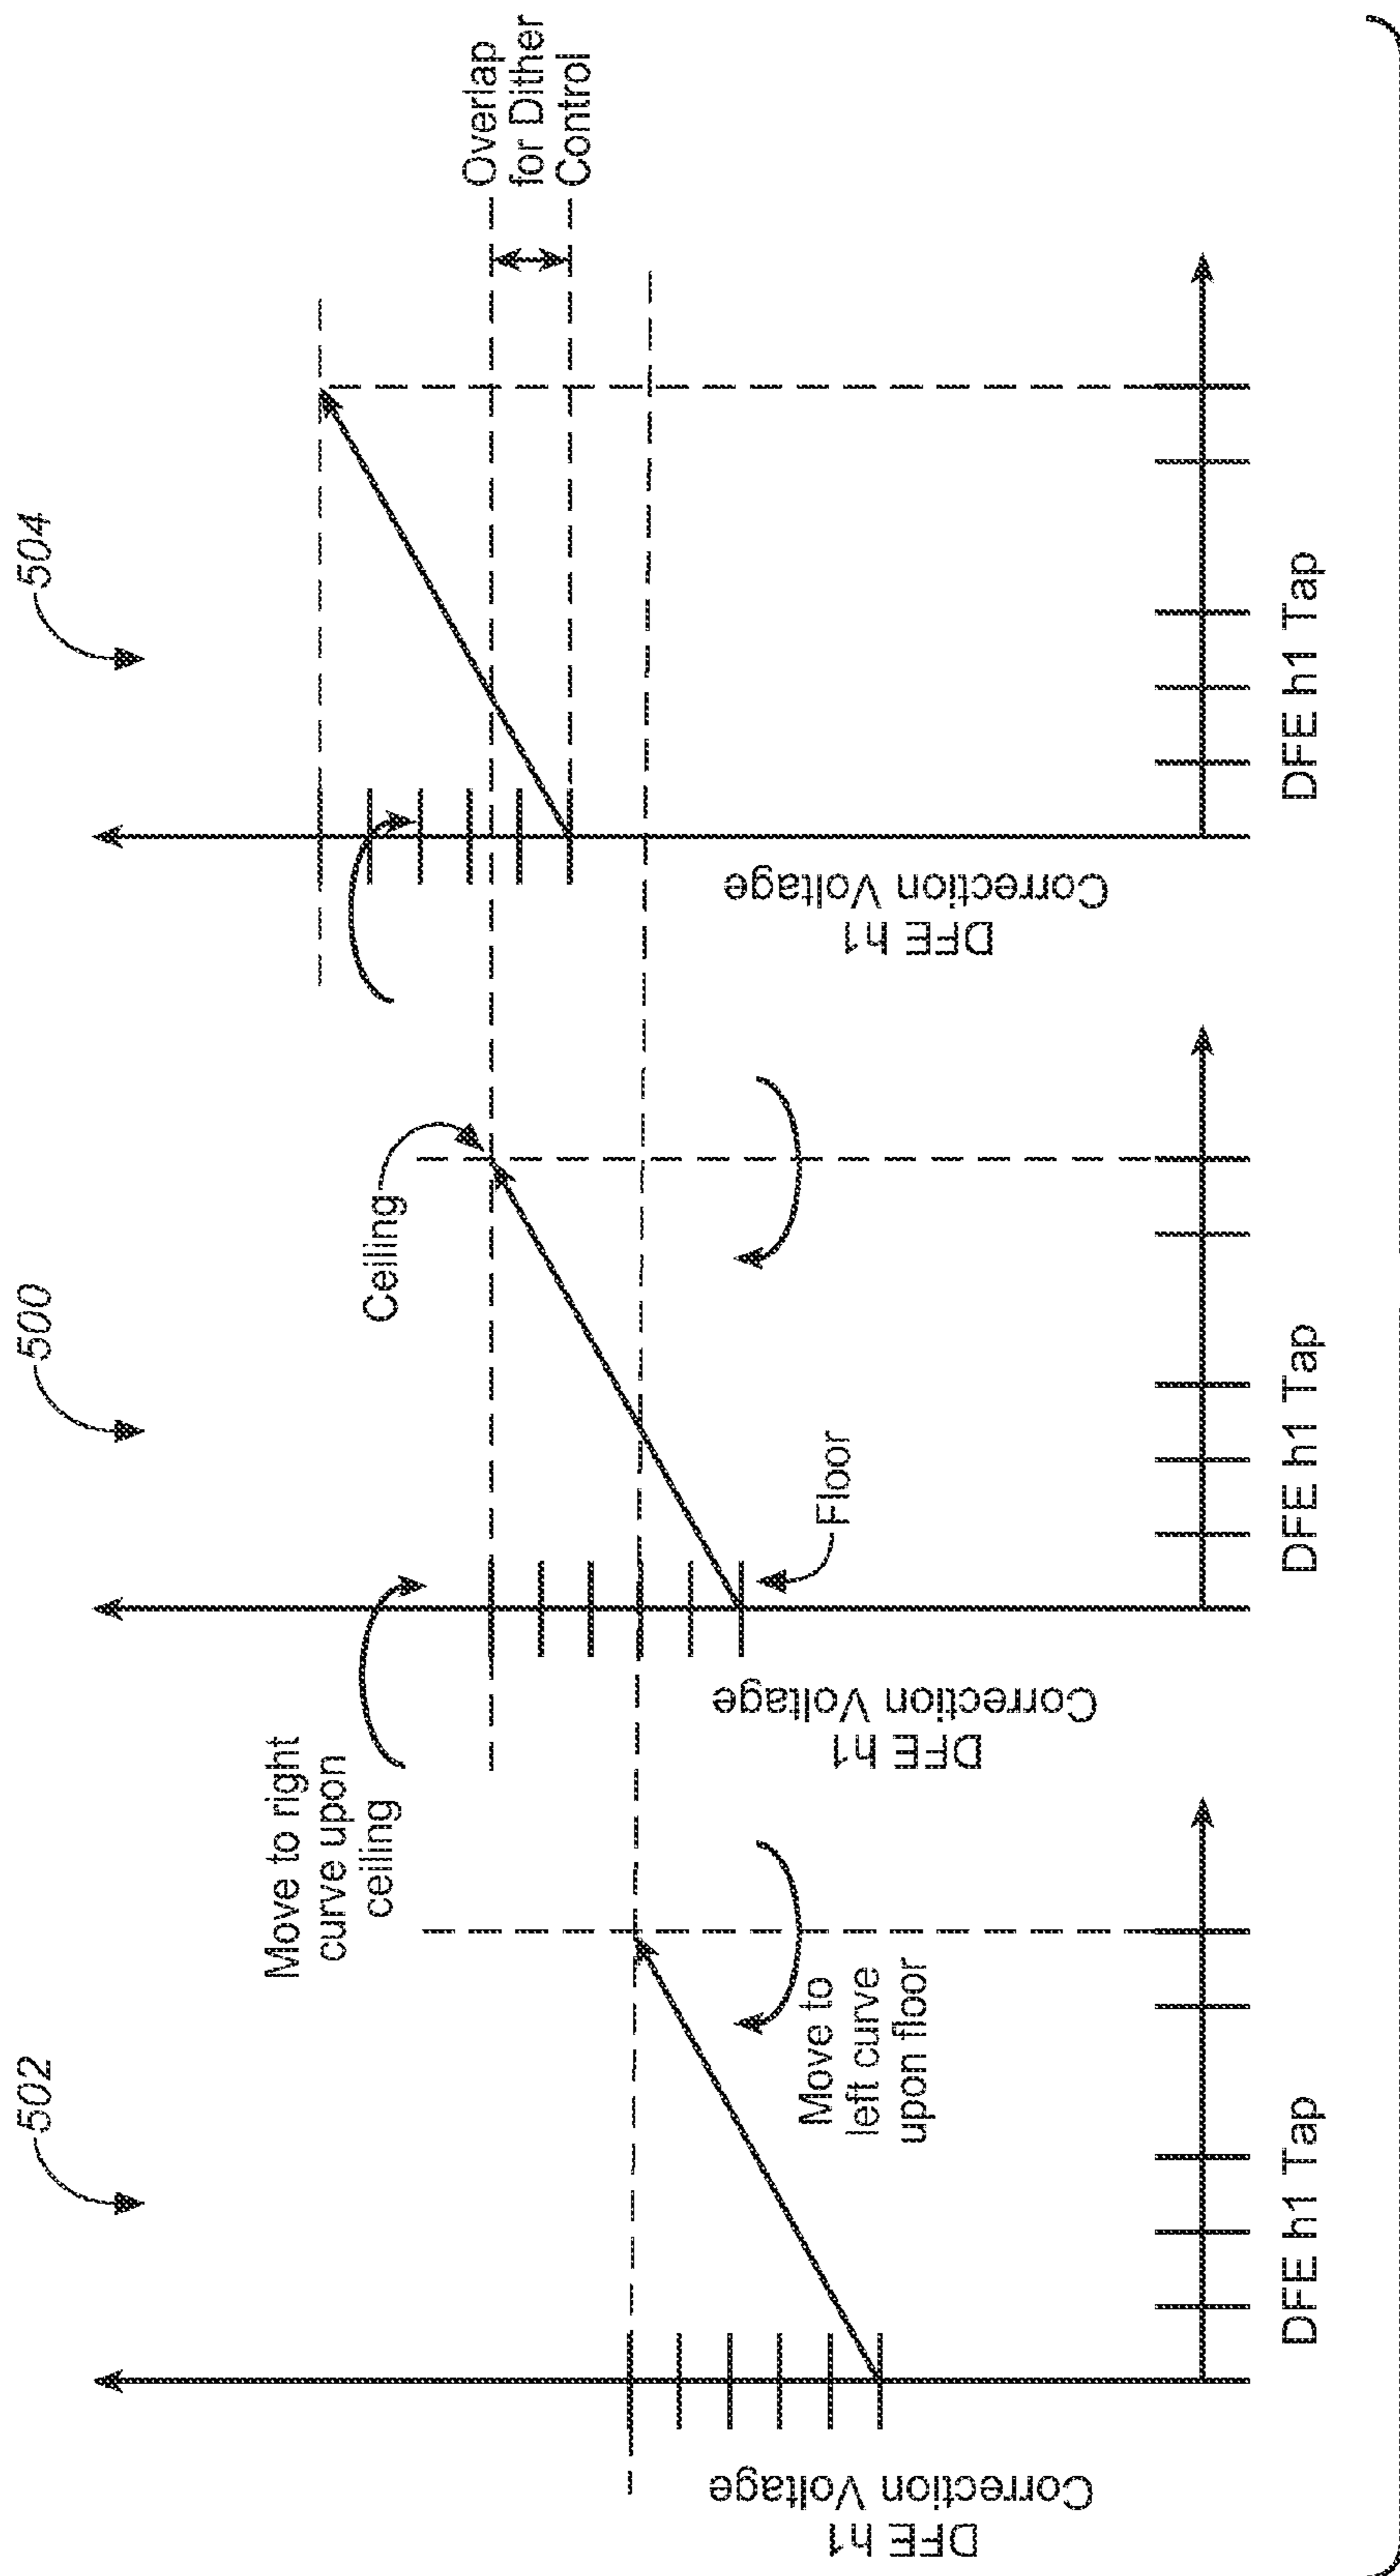 502
500
504
Move to right
curve upon
ceiling
Ceiling
Overlap
for Dither
Control
Move to
left curve
upon floor
Floor
DFE h1
Correction Voltage
DFE h1 Tap
DFE h1
Correction Voltage
DFE h1 Tap
DFE h1
Correction Voltage
DFE h1 Tap